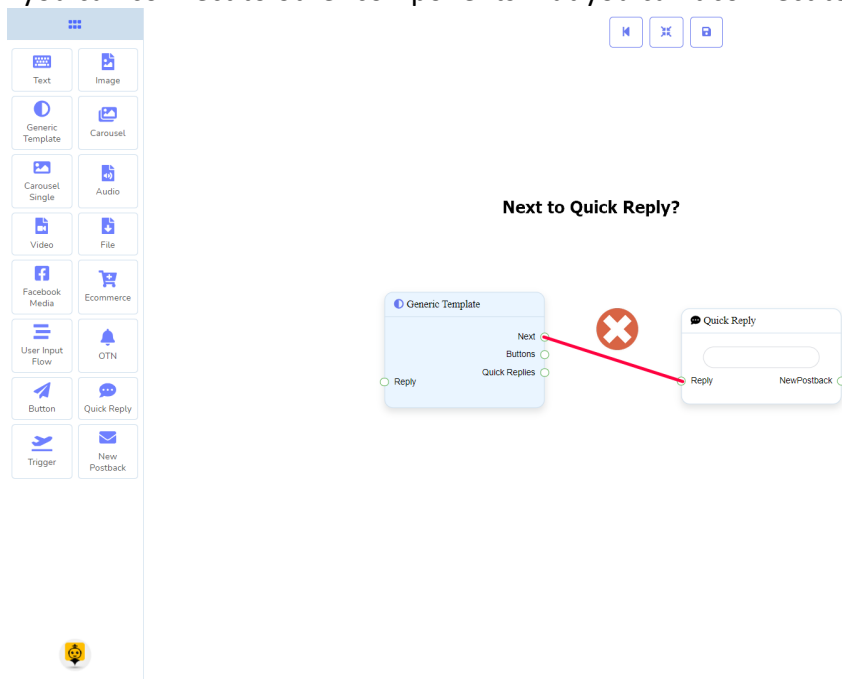 Text
Image
Generic
Template
Carousel
Carousel
Single
Audio
Video
File
Facebook
Media
Ecommerce
User Input
Flow
OTN
Button
Quick Reply
Trigger
New
Postback
Next to Quick Reply?
Generic Template
Next
Buttons
Quick Replies
Reply
Quick Reply
Reply
NewPostback